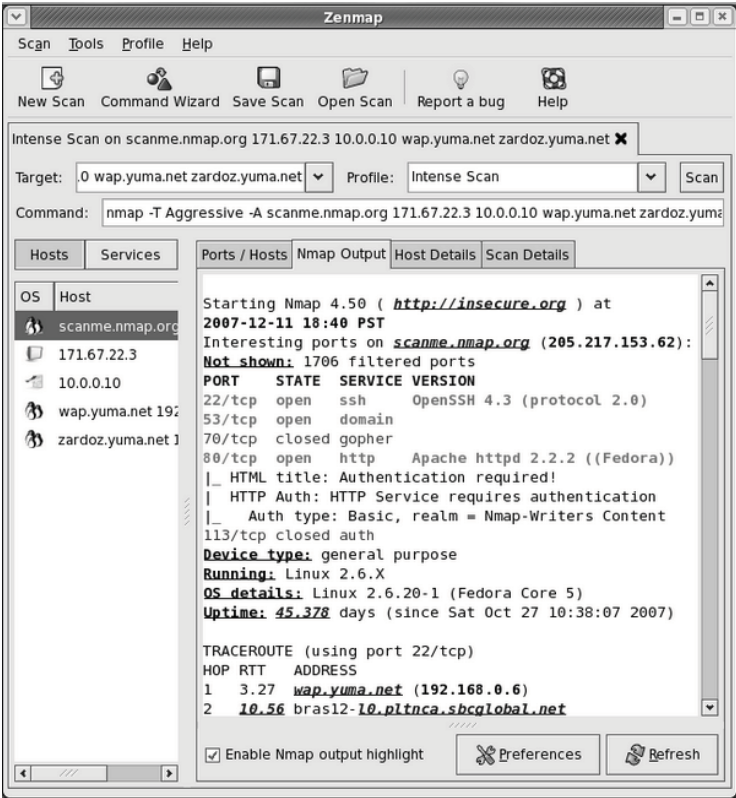 Zenmap
Scan Tools Profile Help
New Scan Command Wizard Save Scan Open Scan Report a bug Help
Intense Scan on scanme.nmap.org 171.67.22.3 10.0.0.10 wap.yuma.net zardoz.yuma.net ✖
Target: .0 wap.yuma.net zardoz.yuma.net Profile: Intense Scan Scan
Command: nmap -T Aggressive -A scanme.nmap.org 171.67.22.3 10.0.0.10 wap.yuma.net zardoz.yuma
Hosts Services
OS Host
scanme.nmap.org
171.67.22.3
10.0.0.10
wap.yuma.net 192
zardoz.yuma.net 1
Ports / Hosts Nmap Output Host Details Scan Details
Starting Nmap 4.50 ( http://insecure.org ) at
2007-12-11 18:40 PST
Interesting ports on scanme.nmap.org (205.217.153.62):
Not shown: 1706 filtered ports
PORT STATE SERVICE VERSION
22/tcp open ssh OpenSSH 4.3 (protocol 2.0)
53/tcp open domain
70/tcp closed gopher
80/tcp open http Apache httpd 2.2.2 ((Fedora))
|_ HTML title: Authentication required!
| HTTP Auth: HTTP Service requires authentication
|_ Auth type: Basic, realm = Nmap-Writers Content
113/tcp closed auth
Device type: general purpose
Running: Linux 2.6.X
OS details: Linux 2.6.20-1 (Fedora Core 5)
Uptime: 45.378 days (since Sat Oct 27 10:38:07 2007)
TRACEROUTE (using port 22/tcp)
HOP RTT ADDRESS
1 3.27 wap.yuma.net (192.168.0.6)
2 10.56 bras12-l0.pltnca.sbcglobal.net
Enable Nmap output highlight Preferences Refresh